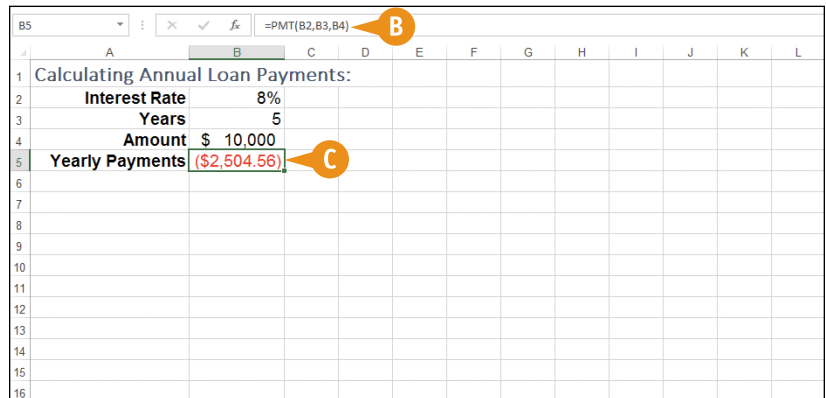 B5 fx =PMT(B2,B3,B4) B
A B C D E F G H I J K L
1 Calculating Annual Loan Payments:
2 Interest Rate 8%
3 Years 5
4 Amount $ 10,000
5 Yearly Payments ($2,504.56) C
6
7
8
9
10
11
12
13
14
15
16